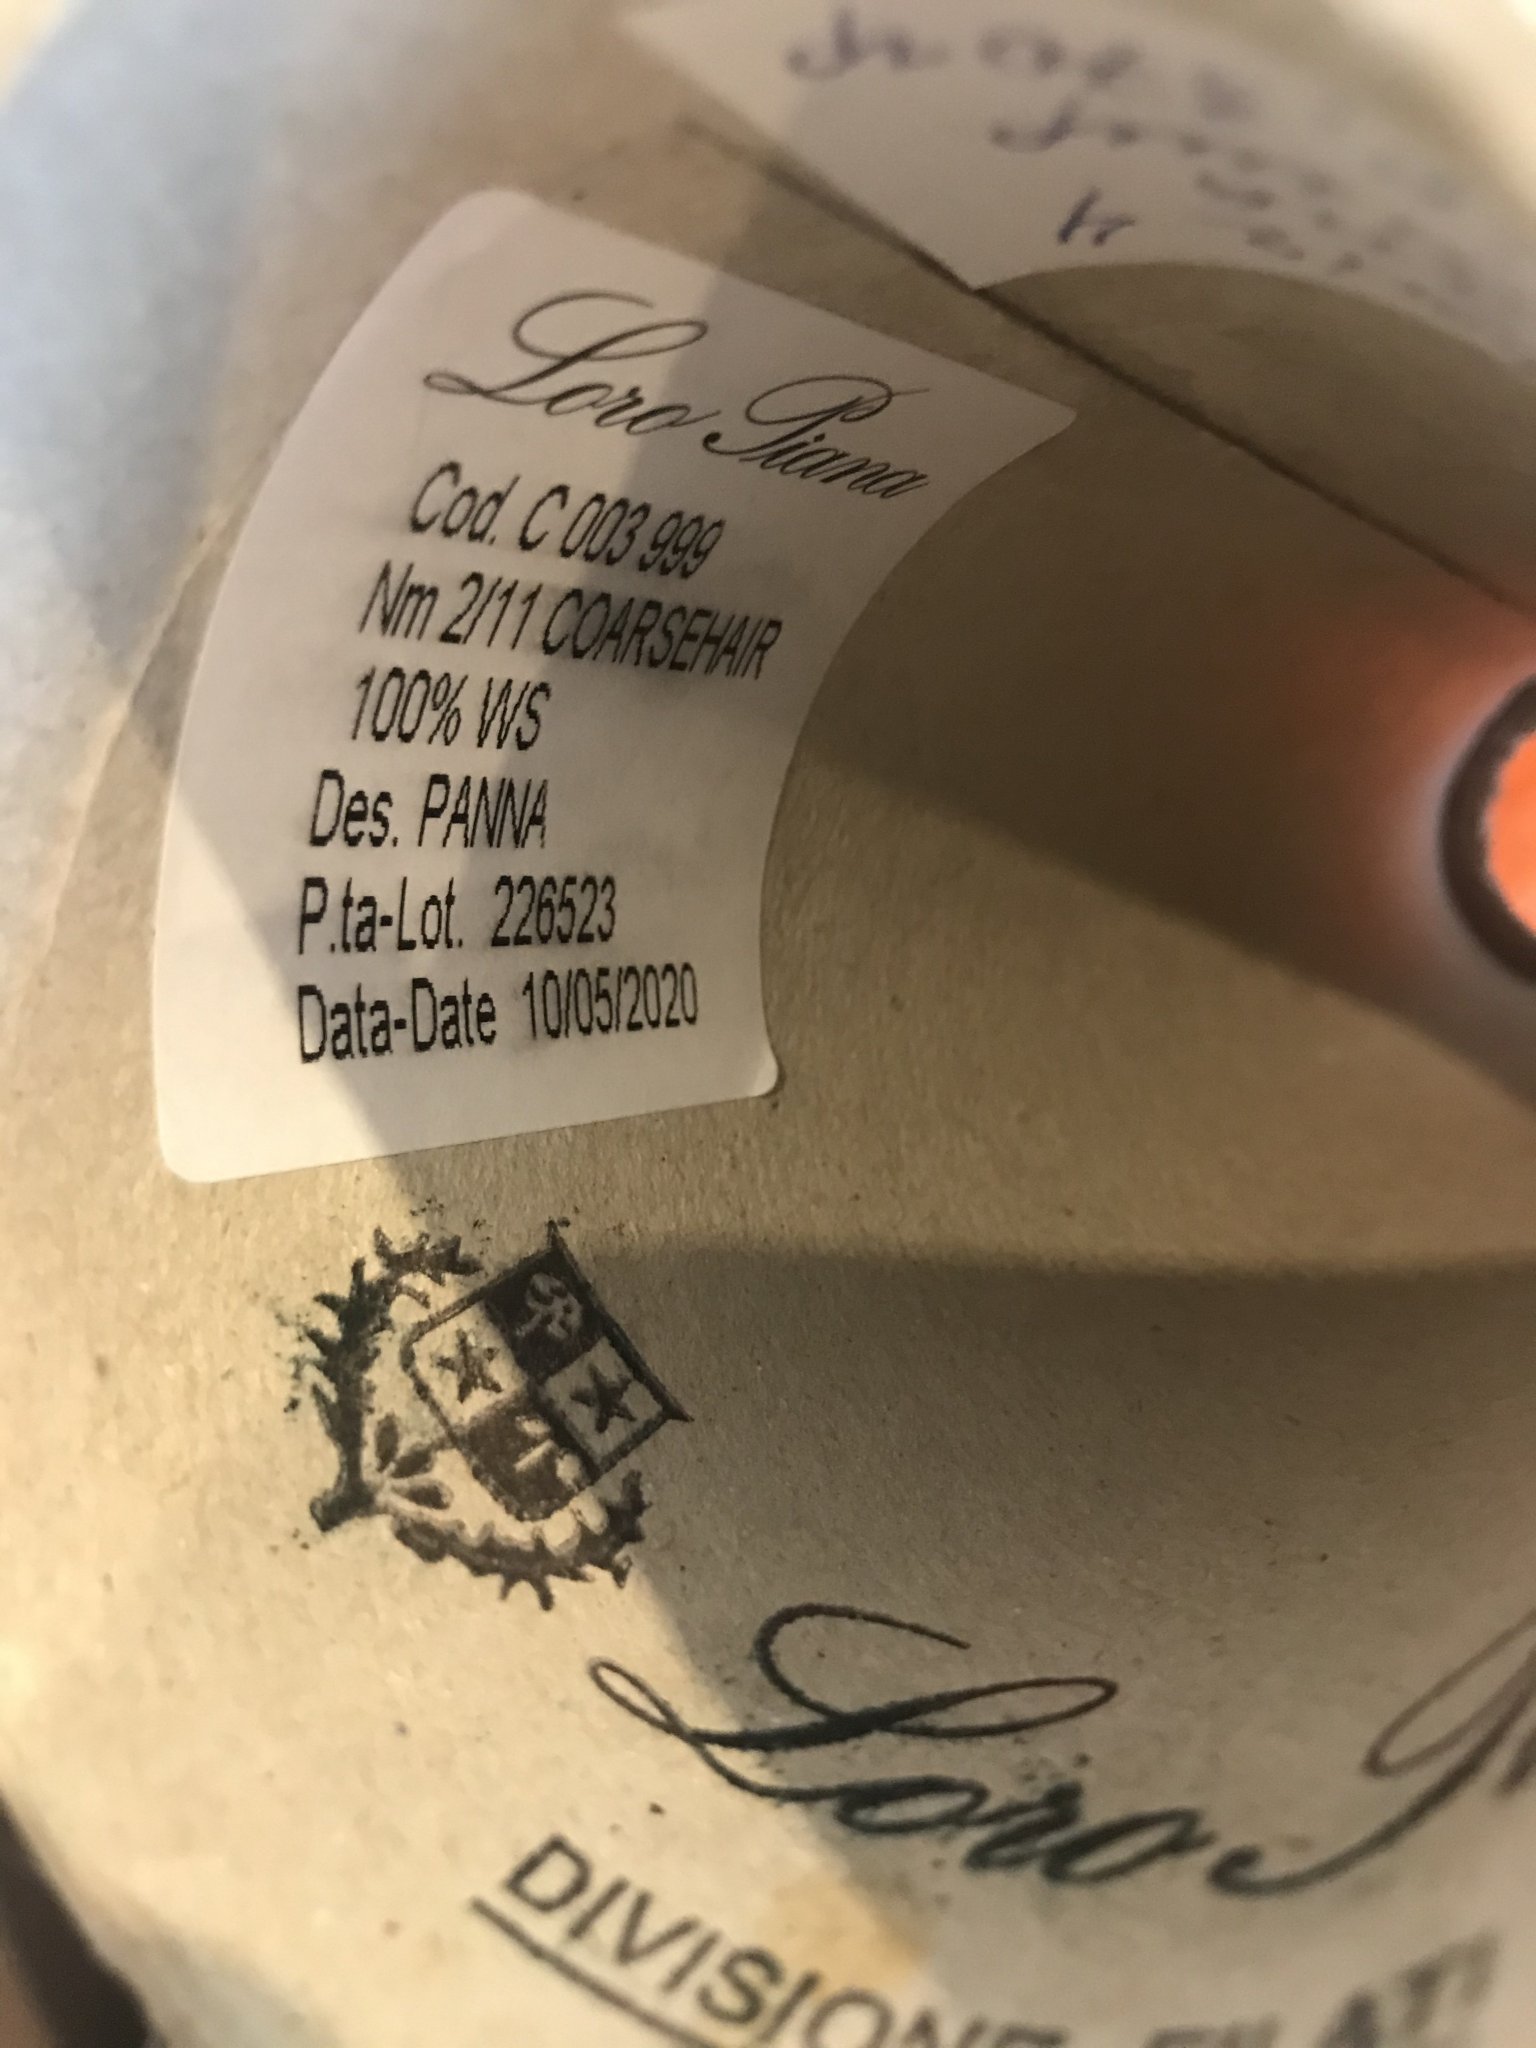 Loro Piana
Cod. C 003 999
Nm 2/11 COARSEHAIR
100% WS
Des. PANNA
P.ta-Lot. 226523
Data-Date 10/05/2020
Loro
DIVISIONE FILATI